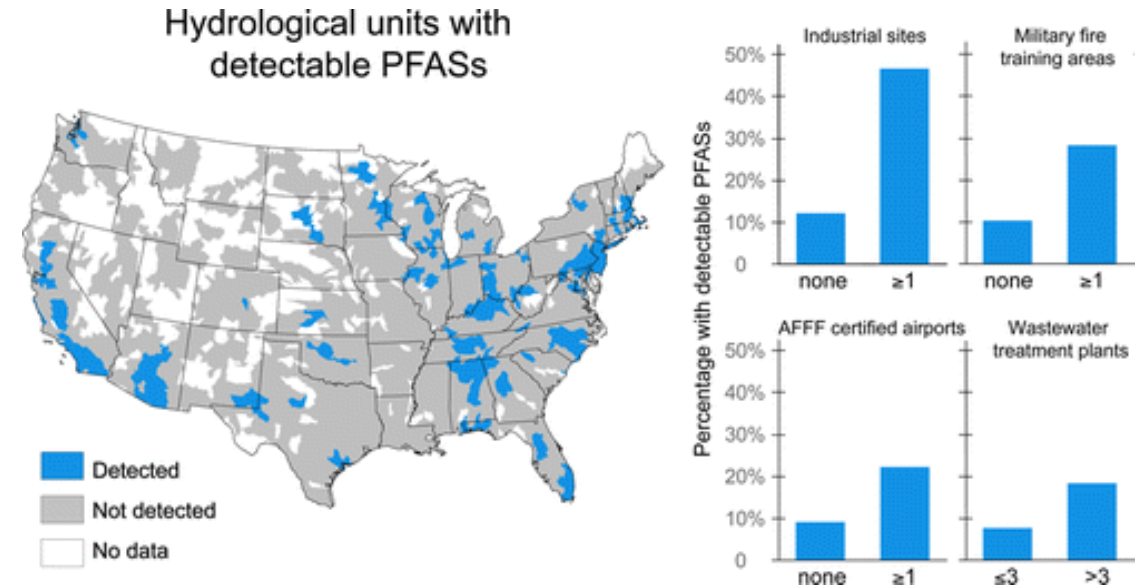 Hydrological units with
detectable PFASs
Detected
Not detected
No data
Percentage with detectable PFASs
Industrial sites
50%
40%
30%
20%
10%
0
none ≥1
Military fire
training areas
none ≥1
AFFF certified airports
50%
40%
30%
20%
10%
0
none ≥1
Wastewater
treatment plants
≤3 >3